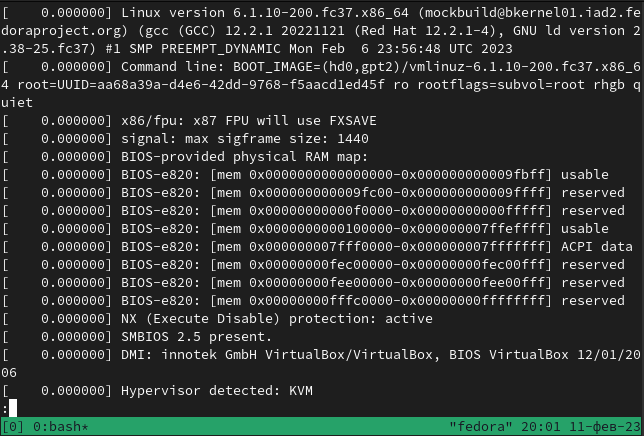 [    0.000000] Linux version 6.1.10-200.fc37.x86_64 (mockbuild@bkernel01.iad2.fe
doraproject.org) (gcc (GCC) 12.2.1 20221121 (Red Hat 12.2.1-4), GNU ld version 2
.38-25.fc37) #1 SMP PREEMPT_DYNAMIC Mon Feb  6 23:56:48 UTC 2023
[    0.000000] Command line: BOOT_IMAGE=(hd0,gpt2)/vmlinuz-6.1.10-200.fc37.x86_6
4 root=UUID=aa68a39a-d4e6-42dd-9768-f5aacd1ed45f ro rootflags=subvol=root rhgb q
uiet
[    0.000000] x86/fpu: x87 FPU will use FXSAVE
[    0.000000] signal: max sigframe size: 1440
[    0.000000] BIOS-provided physical RAM map:
[    0.000000] BIOS-e820: [mem 0x0000000000000000-0x000000000009fbff] usable
[    0.000000] BIOS-e820: [mem 0x000000000009fc00-0x000000000009ffff] reserved
[    0.000000] BIOS-e820: [mem 0x00000000000f0000-0x00000000000fffff] reserved
[    0.000000] BIOS-e820: [mem 0x0000000000100000-0x000000007ffeffff] usable
[    0.000000] BIOS-e820: [mem 0x000000007fff0000-0x000000007fffffff] ACPI data
[    0.000000] BIOS-e820: [mem 0x00000000fec00000-0x00000000fec00fff] reserved
[    0.000000] BIOS-e820: [mem 0x00000000fee00000-0x00000000fee00fff] reserved
[    0.000000] BIOS-e820: [mem 0x00000000fffc0000-0x00000000ffffffff] reserved
[    0.000000] NX (Execute Disable) protection: active
[    0.000000] SMBIOS 2.5 present.
[    0.000000] DMI: innotek GmbH VirtualBox/VirtualBox, BIOS VirtualBox 12/01/20
06
[    0.000000] Hypervisor detected: KVM
:
[0] 0:bash* "fedora" 20:01 11-фев-23